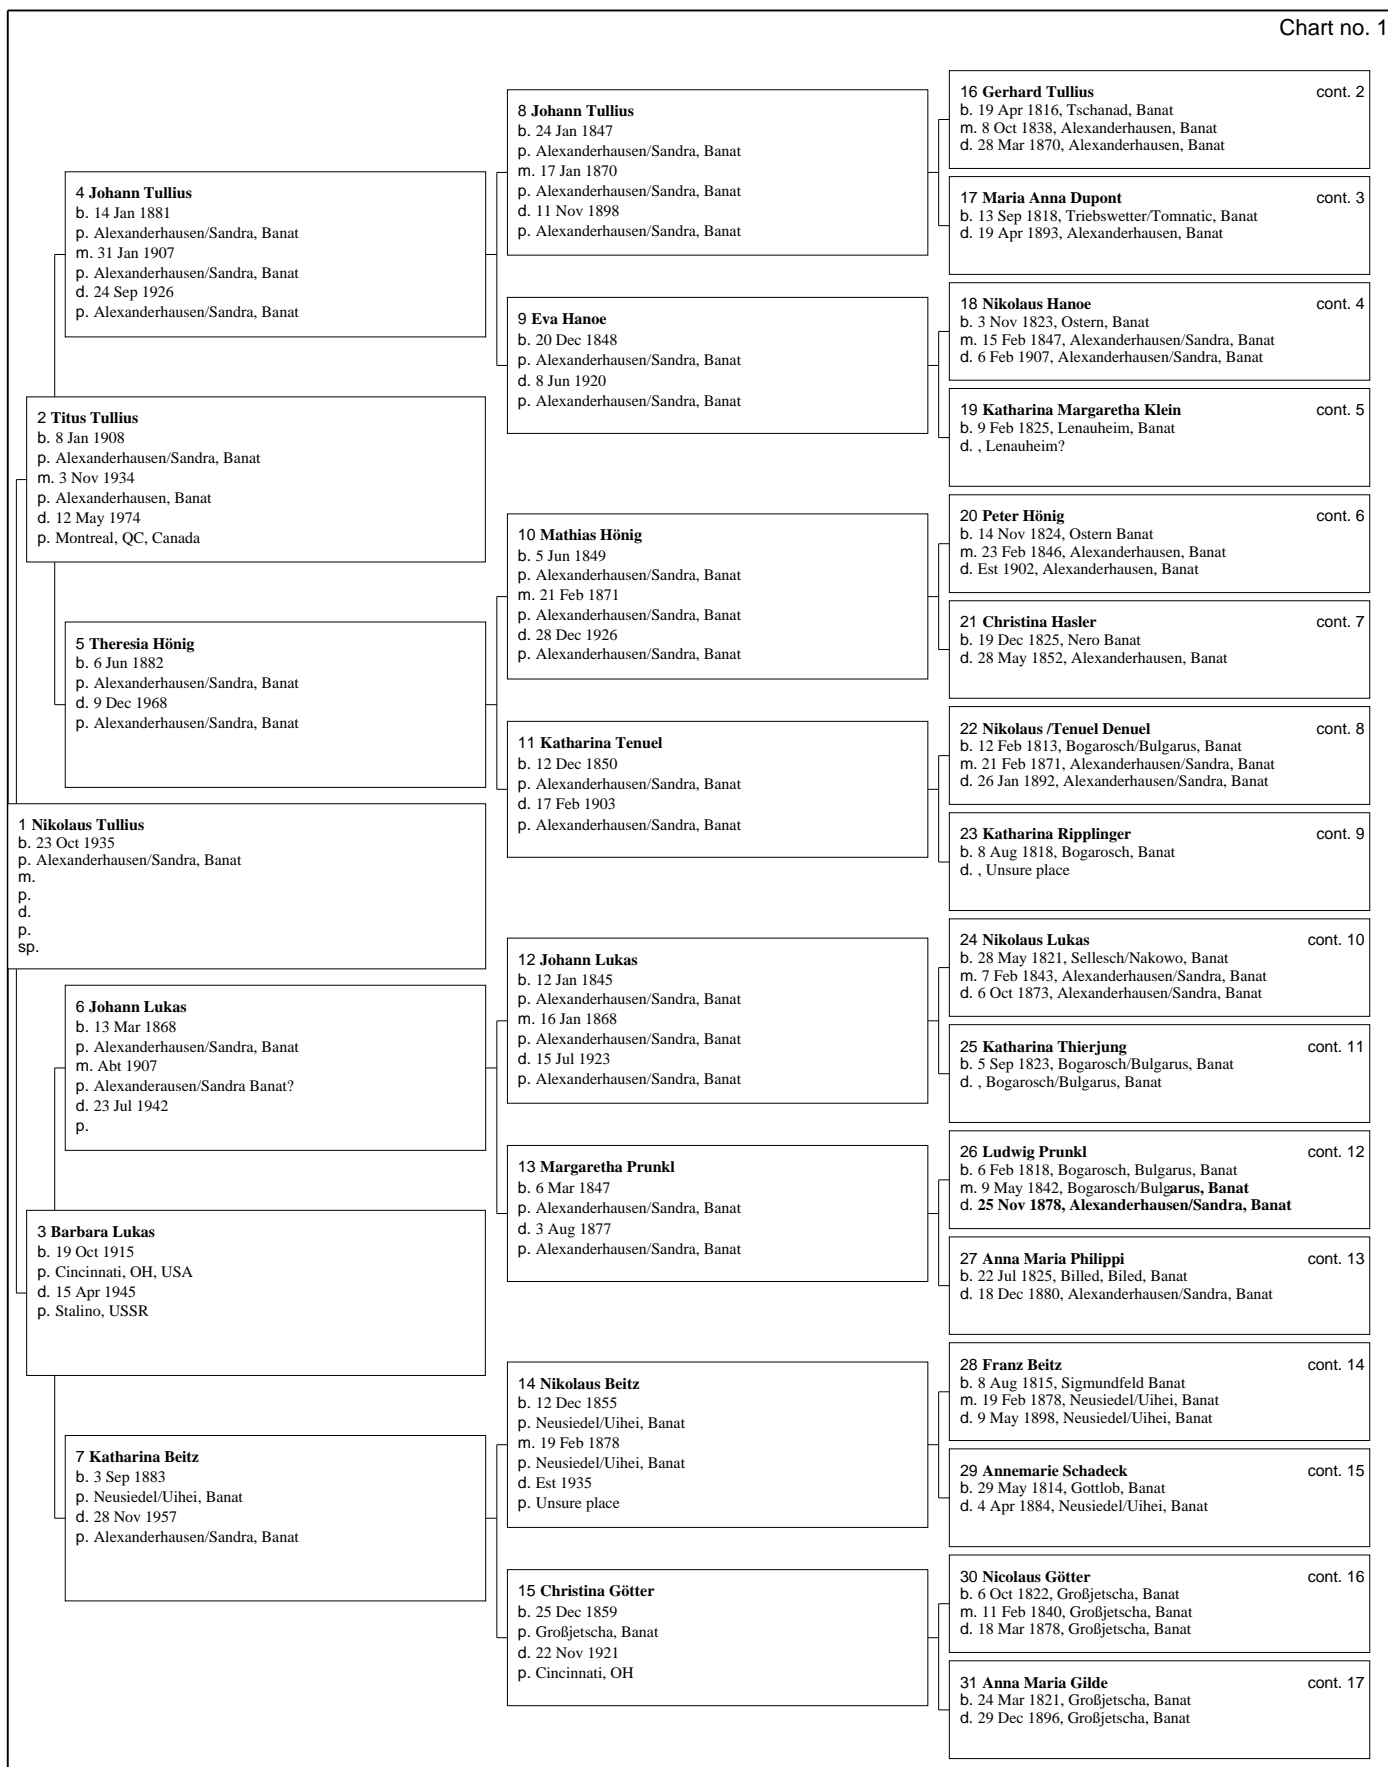 Chart no. 1
1 Nikolaus Tullius
b. 23 Oct 1935
p. Alexanderhausen/Sandra, Banat
m.
p.
d.
p.
sp.
2 Titus Tullius
b. 8 Jan 1908
p. Alexanderhausen/Sandra, Banat
m. 3 Nov 1934
p. Alexanderhausen, Banat
d. 12 May 1974
p. Montreal, QC, Canada
3 Barbara Lukas
b. 19 Oct 1915
p. Cincinnati, OH, USA
d. 15 Apr 1945
p. Stalino, USSR
4 Johann Tullius
b. 14 Jan 1881
p. Alexanderhausen/Sandra, Banat
m. 31 Jan 1907
p. Alexanderhausen/Sandra, Banat
d. 24 Sep 1926
p. Alexanderhausen/Sandra, Banat
5 Theresia Hönig
b. 6 Jun 1882
p. Alexanderhausen/Sandra, Banat
d. 9 Dec 1968
p. Alexanderhausen/Sandra, Banat
6 Johann Lukas
b. 13 Mar 1868
p. Alexanderhausen/Sandra, Banat
m. Abt 1907
p. Alexanderausen/Sandra Banat?
d. 23 Jul 1942
p.
7 Katharina Beitz
b. 3 Sep 1883
p. Neusiedel/Uihei, Banat
d. 28 Nov 1957
p. Alexanderhausen/Sandra, Banat
8 Johann Tullius
b. 24 Jan 1847
p. Alexanderhausen/Sandra, Banat
m. 17 Jan 1870
p. Alexanderhausen/Sandra, Banat
d. 11 Nov 1898
p. Alexanderhausen/Sandra, Banat
9 Eva Hanoe
b. 20 Dec 1848
p. Alexanderhausen/Sandra, Banat
d. 8 Jun 1920
p. Alexanderhausen/Sandra, Banat
10 Mathias Hönig
b. 5 Jun 1849
p. Alexanderhausen/Sandra, Banat
m. 21 Feb 1871
p. Alexanderhausen/Sandra, Banat
d. 28 Dec 1926
p. Alexanderhausen/Sandra, Banat
11 Katharina Tenuel
b. 12 Dec 1850
p. Alexanderhausen/Sandra, Banat
d. 17 Feb 1903
p. Alexanderhausen/Sandra, Banat
12 Johann Lukas
b. 12 Jan 1845
p. Alexanderhausen/Sandra, Banat
m. 16 Jan 1868
p. Alexanderhausen/Sandra, Banat
d. 15 Jul 1923
p. Alexanderhausen/Sandra, Banat
13 Margaretha Prunkl
b. 6 Mar 1847
p. Alexanderhausen/Sandra, Banat
d. 3 Aug 1877
p. Alexanderhausen/Sandra, Banat
14 Nikolaus Beitz
b. 12 Dec 1855
p. Neusiedel/Uihei, Banat
m. 19 Feb 1878
p. Neusiedel/Uihei, Banat
d. Est 1935
p. Unsure place
15 Christina Götter
b. 25 Dec 1859
p. Großjetscha, Banat
d. 22 Nov 1921
p. Cincinnati, OH
16 Gerhard Tullius cont. 2
b. 19 Apr 1816, Tschanad, Banat
m. 8 Oct 1838, Alexanderhausen, Banat
d. 28 Mar 1870, Alexanderhausen, Banat
17 Maria Anna Dupont cont. 3
b. 13 Sep 1818, Triebswetter/Tomnatic, Banat
d. 19 Apr 1893, Alexanderhausen, Banat
18 Nikolaus Hanoe cont. 4
b. 3 Nov 1823, Ostern, Banat
m. 15 Feb 1847, Alexanderhausen/Sandra, Banat
d. 6 Feb 1907, Alexanderhausen/Sandra, Banat
19 Katharina Margaretha Klein cont. 5
b. 9 Feb 1825, Lenauheim, Banat
d. , Lenauheim?
20 Peter Hönig cont. 6
b. 14 Nov 1824, Ostern Banat
m. 23 Feb 1846, Alexanderhausen, Banat
d. Est 1902, Alexanderhausen, Banat
21 Christina Hasler cont. 7
b. 19 Dec 1825, Nero Banat
d. 28 May 1852, Alexanderhausen, Banat
22 Nikolaus /Tenuel Denuel cont. 8
b. 12 Feb 1813, Bogarosch/Bulgarus, Banat
m. 21 Feb 1871, Alexanderhausen/Sandra, Banat
d. 26 Jan 1892, Alexanderhausen/Sandra, Banat
23 Katharina Ripplinger cont. 9
b. 8 Aug 1818, Bogarosch, Banat
d. , Unsure place
24 Nikolaus Lukas cont. 10
b. 28 May 1821, Sellesch/Nakowo, Banat
m. 7 Feb 1843, Alexanderhausen/Sandra, Banat
d. 6 Oct 1873, Alexanderhausen/Sandra, Banat
25 Katharina Thierjung cont. 11
b. 5 Sep 1823, Bogarosch/Bulgarus, Banat
d. , Bogarosch/Bulgarus, Banat
26 Ludwig Prunkl cont. 12
b. 6 Feb 1818, Bogarosch, Bulgarus, Banat
m. 9 May 1842, Bogarosch/Bulgarus, Banat
d. 25 Nov 1878, Alexanderhausen/Sandra, Banat
27 Anna Maria Philippi cont. 13
b. 22 Jul 1825, Billed, Biled, Banat
d. 18 Dec 1880, Alexanderhausen/Sandra, Banat
28 Franz Beitz cont. 14
b. 8 Aug 1815, Sigmundfeld Banat
m. 19 Feb 1878, Neusiedel/Uihei, Banat
d. 9 May 1898, Neusiedel/Uihei, Banat
29 Annemarie Schadeck cont. 15
b. 29 May 1814, Gottlob, Banat
d. 4 Apr 1884, Neusiedel/Uihei, Banat
30 Nicolaus Götter cont. 16
b. 6 Oct 1822, Großjetscha, Banat
m. 11 Feb 1840, Großjetscha, Banat
d. 18 Mar 1878, Großjetscha, Banat
31 Anna Maria Gilde cont. 17
b. 24 Mar 1821, Großjetscha, Banat
d. 29 Dec 1896, Großjetscha, Banat